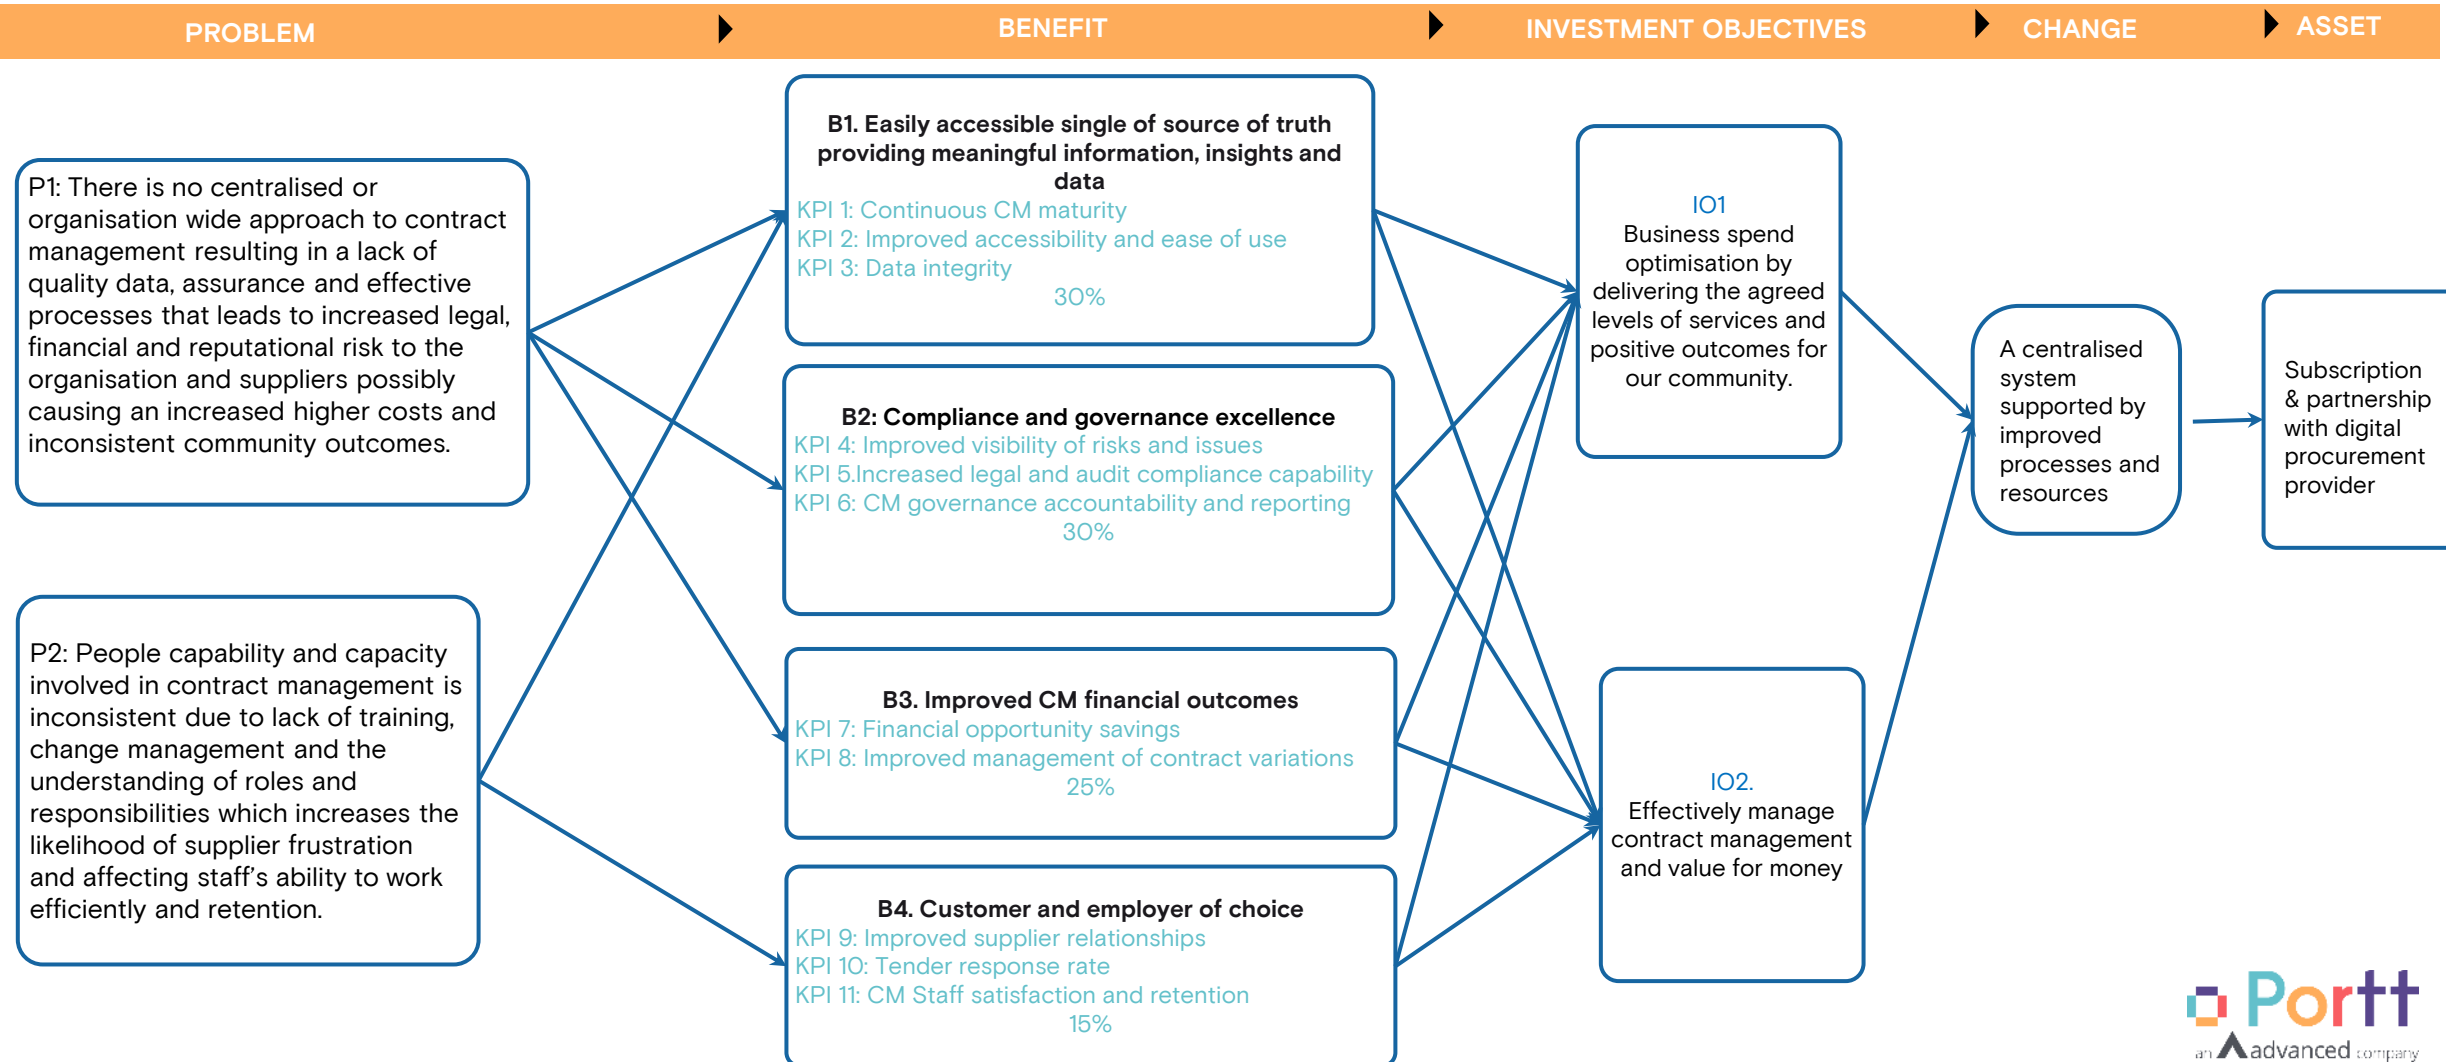 PROBLEM
BENEFIT
INVESTMENT OBJECTIVES
CHANGE
ASSET
P1: There is no centralised or
organisation wide approach to contract
management resulting in a lack of
quality data, assurance and effective
processes that leads to increased legal,
financial and reputational risk to the
organisation and suppliers possibly
causing an increased higher costs and
inconsistent community outcomes.
P2: People capability and capacity
involved in contract management is
inconsistent due to lack of training,
change management and the
understanding of roles and
responsibilities which increases the
likelihood of supplier frustration
and affecting staff's ability to work
efficiently and retention.
B1. Easily accessible single of source of truth
providing meaningful information, insights and
data
KPI 1: Continuous CM maturity
KPI 2: Improved accessibility and ease of use
KPI 3: Data integrity
30%
B2: Compliance and governance excellence
KPI 4: Improved visibility of risks and issues
KPI 5.Increased legal and audit compliance capability
KPI 6: CM governance accountability and reporting
30%
B3. Improved CM financial outcomes
KPI 7: Financial opportunity savings
KPI 8: Improved management of contract variations
25%
B4. Customer and employer of choice
KPI 9: Improved supplier relationships
KPI 10: Tender response rate
KPI 11: CM Staff satisfaction and retention
15%
IO1
Business spend
optimisation by
delivering the agreed
levels of services and
positive outcomes for
our community.
IO2.
Effectively manage
contract management
and value for money
A centralised
system
supported by
improved
processes and
resources
Subscription
& partnership
with digital
procurement
provider
Portt
an advanced company